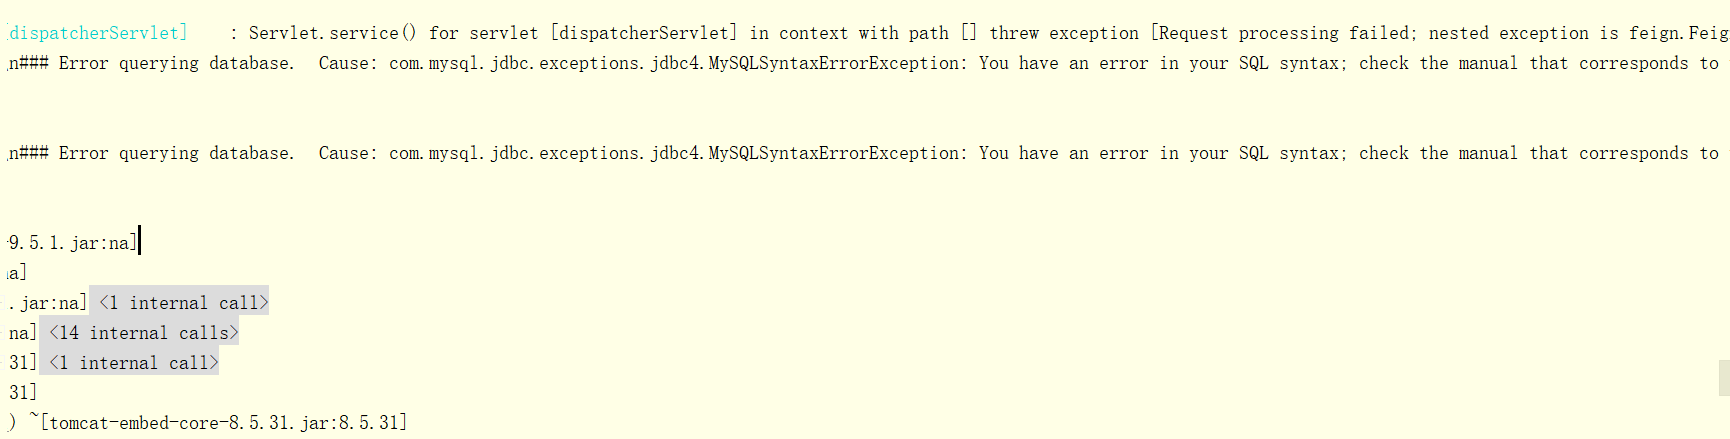 dispatcherServlet]    : Servlet.service() for servlet [dispatcherServlet] in context with path [] threw exception [Request processing failed; nested exception is feign.Feig
n### Error querying database.  Cause: com.mysql.jdbc.exceptions.jdbc4.MySQLSyntaxErrorException: You have an error in your SQL syntax; check the manual that corresponds to
n### Error querying database.  Cause: com.mysql.jdbc.exceptions.jdbc4.MySQLSyntaxErrorException: You have an error in your SQL syntax; check the manual that corresponds to
9.5.1.jar:na]
a]
.jar:na] <1 internal call>
na] <14 internal calls>
31] <1 internal call>
31]
) ~[tomcat-embed-core-8.5.31.jar:8.5.31]